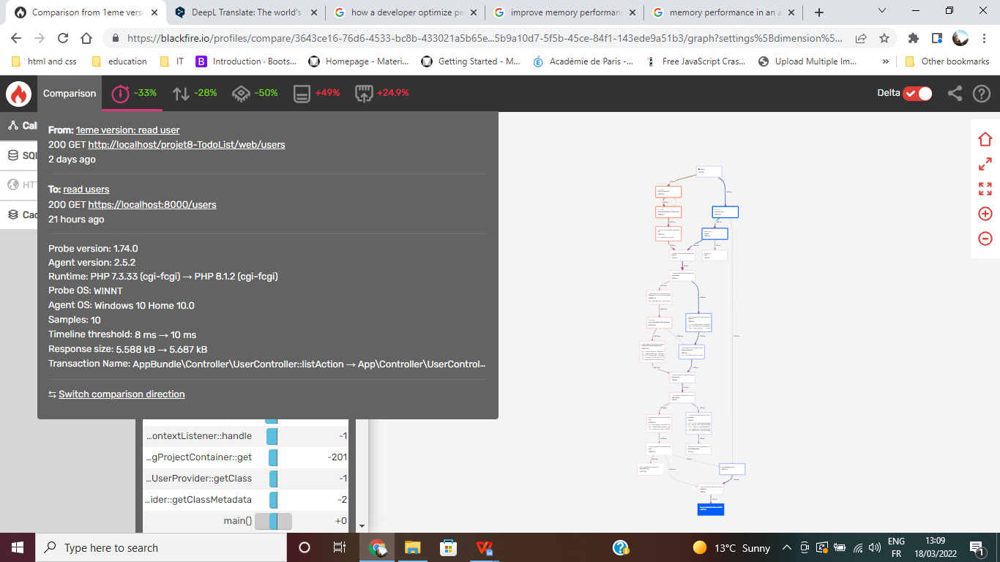 Comparison from 1eme versi
DeepL Translate: The world's
how a developer optimize pe
improve memory performanc
memory performance in an a
https://blackfire.io/profiles/compare/3643ce16-76d6-4533-bc8b-433021a5b65e...5b9a10d7-5f5b-45ce-84f1-143ede9a51b3/graph?settings%5Bdimension%5...
html and css
education
IT
Introduction · Boots...
Homepage - Materi...
Getting Started - M...
Académie de Paris -...
Free JavaScript Cras...
Upload Multiple Im...
»
Other bookmarks
Comparison
-33%
-28%
-50%
+49%
+24.9%
Delta
Cal
SQL
HTT
Cac
From: 1eme version: read user
200 GET http://localhost/projet8-TodoList/web/users
2 days ago
To: read users
200 GET https://localhost:8000/users
21 hours ago
Probe version: 1.74.0
Agent version: 2.5.2
Runtime: PHP 7.3.33 (cgi-fcgi) → PHP 8.1.2 (cgi-fcgi)
Probe OS: WINNT
Agent OS: Windows 10 Home 10.0
Samples: 10
Timeline threshold: 8 ms → 10 ms
Response size: 5.588 kB → 5.687 kB
Transaction Name: AppBundle\Controller\UserController::listAction → App\Controller\UserControl...
⇆ Switch comparison direction
...ntextListener::handle -1
...gProjectContainer::get -201
...UserProvider::getClass -1
...ider::getClassMetadata -2
main() +0
Type here to search
13°C Sunny
ENG
FR
13:09
18/03/2022
1